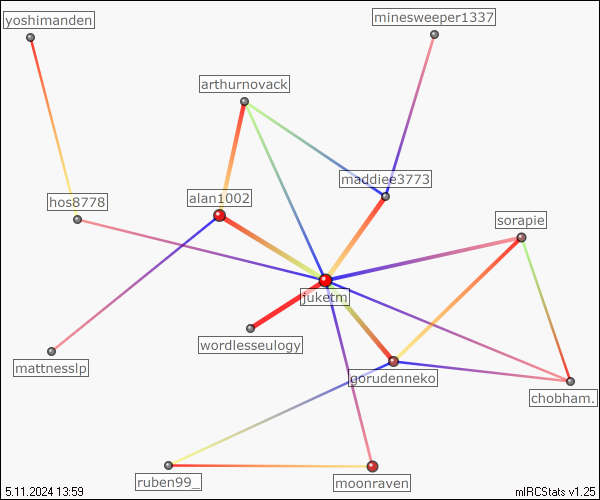 minesweeper1337
yoshimanden
arthurnovack
maddiee3773
alan1002
hos8778
sorapie
juketm
wordlesseulogy
mattnesslp
gorudenneko
chobham.
ruben99_
moonraven
5.11.2024 13:59
mIRCStats v1.25